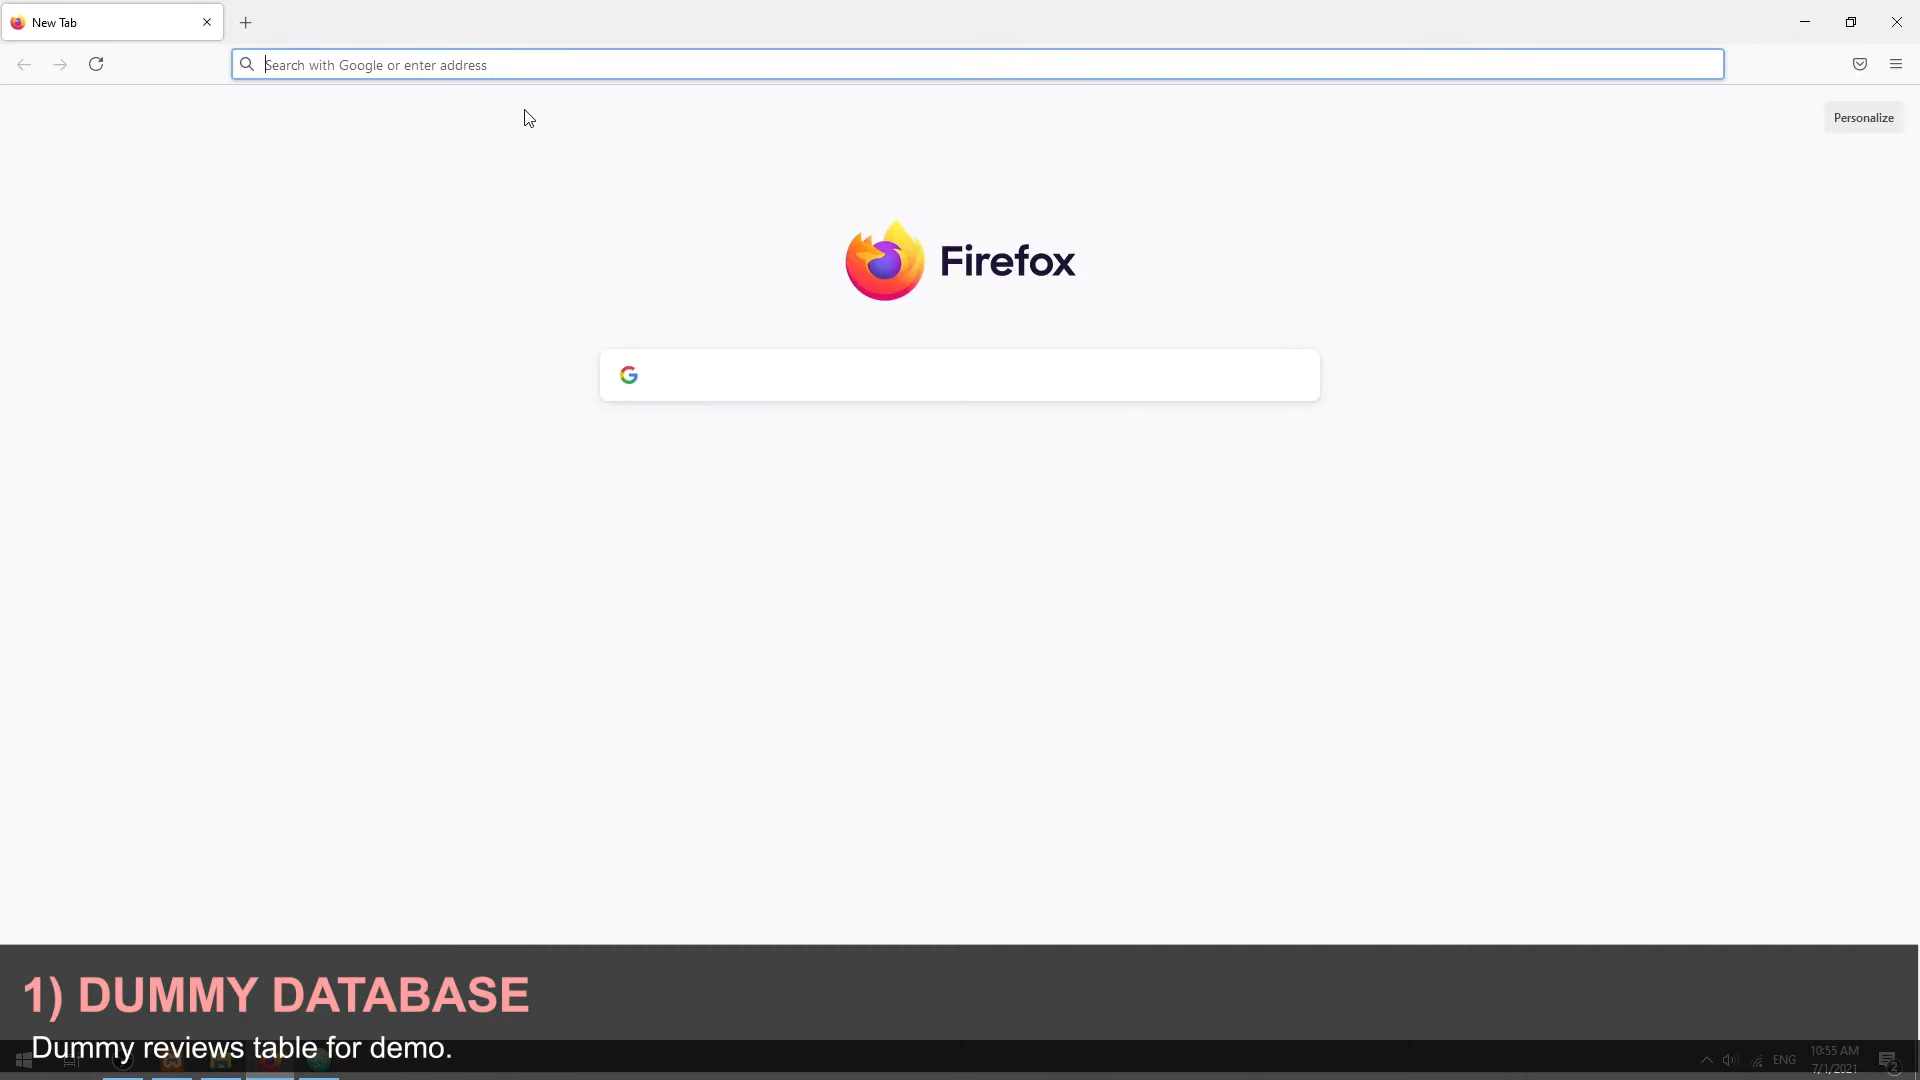 New Tab
Search with Google or enter address
Personalize
Firefox
1) DUMMY DATABASE
Dummy reviews table for demo.
ENG
10:55 AM
7/1/2021
2